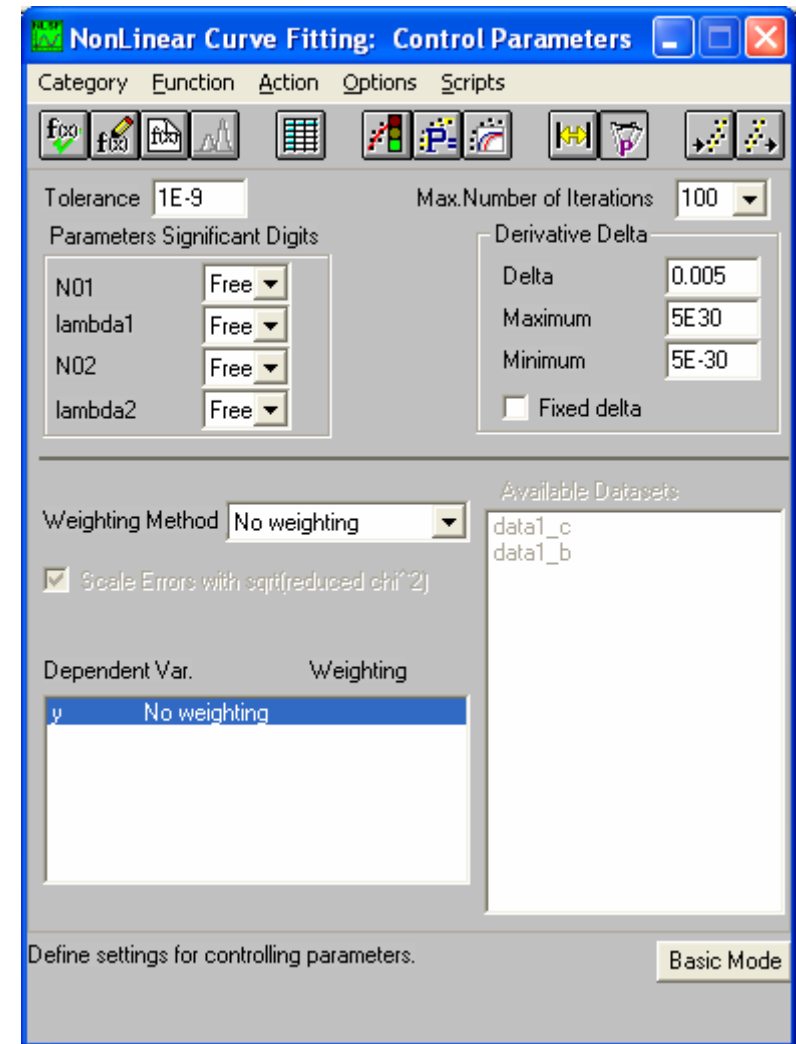 NonLinear Curve Fitting: Control Parameters
Category Function Action Options Scripts
Tolerance 1E-9 Max.Number of Iterations 100
Parameters Significant Digits
N01 Free
lambda1 Free
N02 Free
lambda2 Free
Derivative Delta
Delta 0.005
Maximum 5E30
Minimum 5E-30
Fixed delta
Weighting Method No weighting
Scale Errors with sqrt(reduced chi^2)
Available Datasets
data1_c
data1_b
Dependent Var. Weighting
y No weighting
Define settings for controlling parameters.
Basic Mode